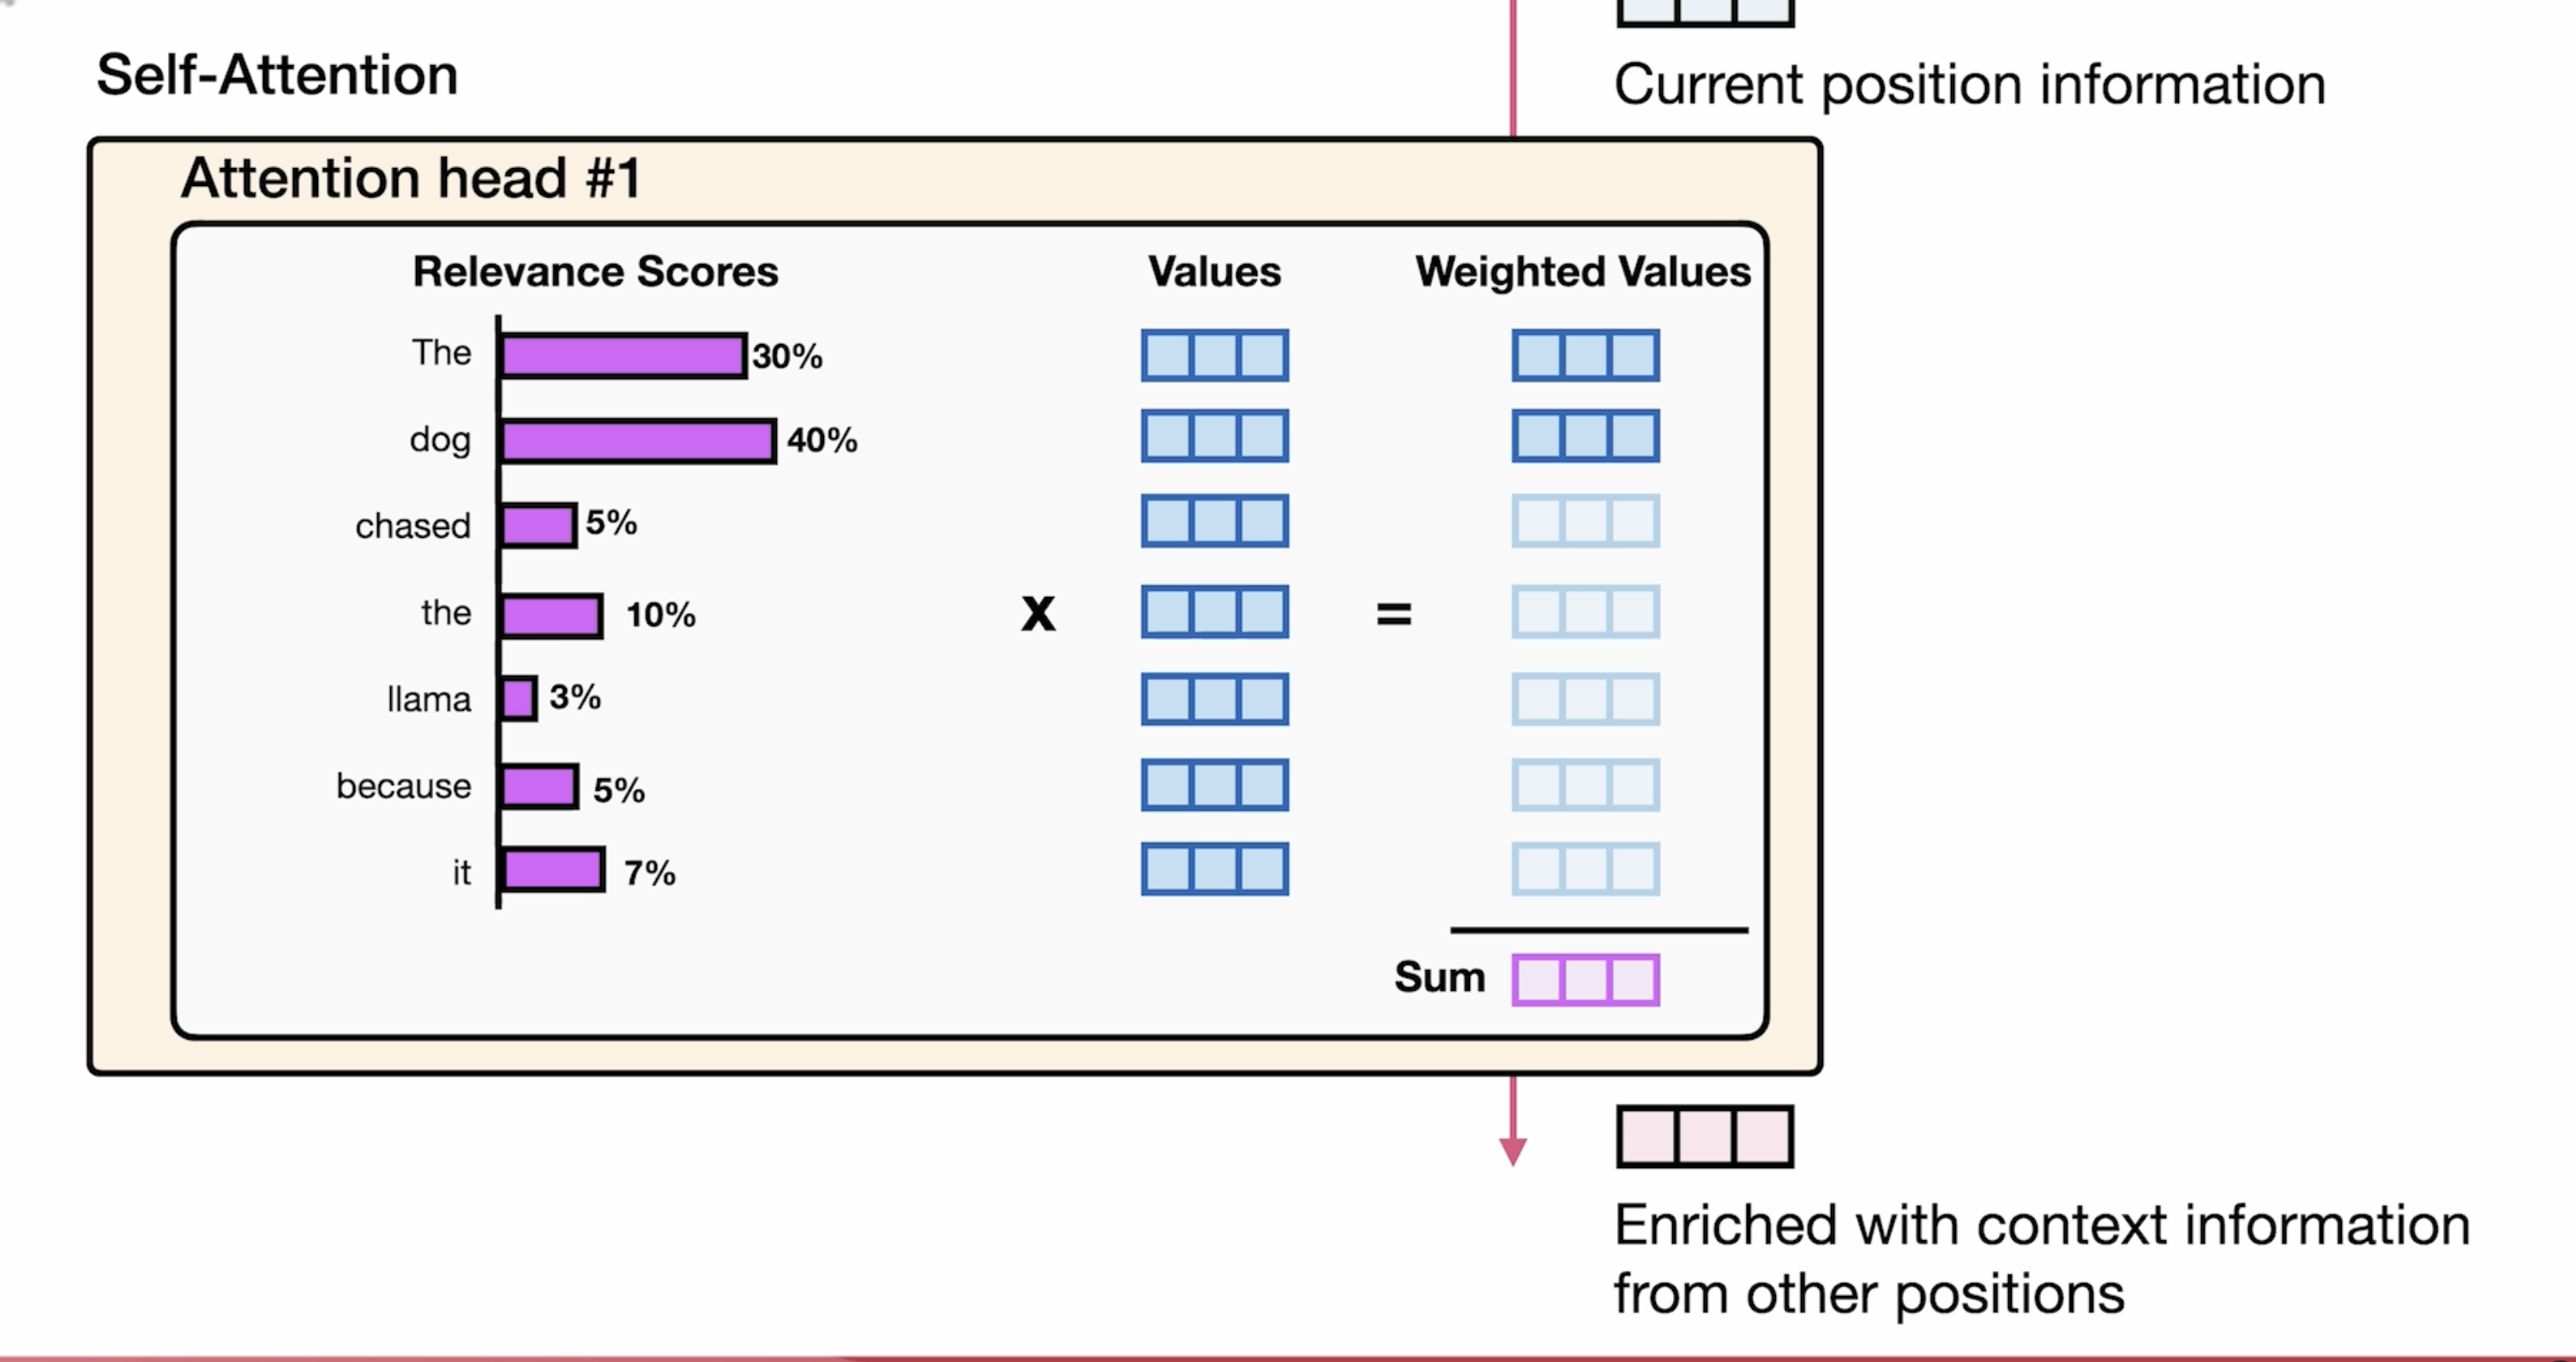 Current position information
Self-Attention
Attention head #1
Relevance Scores Values Weighted Values
The 30%
dog 40%
chased 5%
the 10% x =
llama 3%
because 5%
it 7%
Sum
Enriched with context information
from other positions